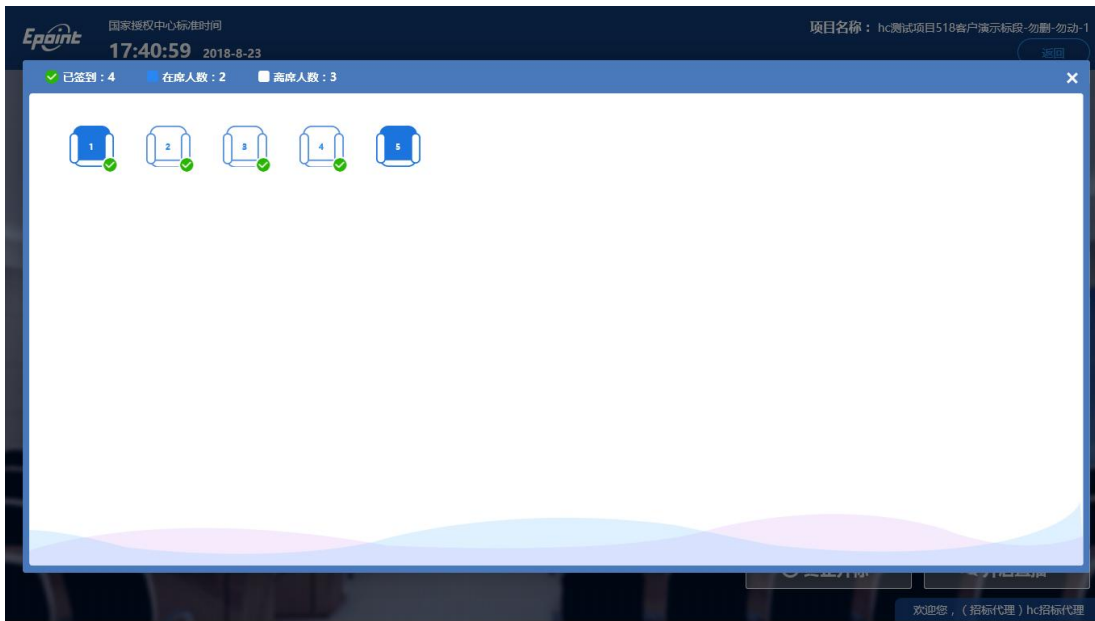 Epoint
国家授权中心标准时间
17:40:59 2018-8-23
项目名称：hc测试项目518客户演示标段-勿删-勿动-1
返回
已签到：4 在席人数：2 离席人数：3
1 2 3 4 5
欢迎您，（招标代理）hc招标代理